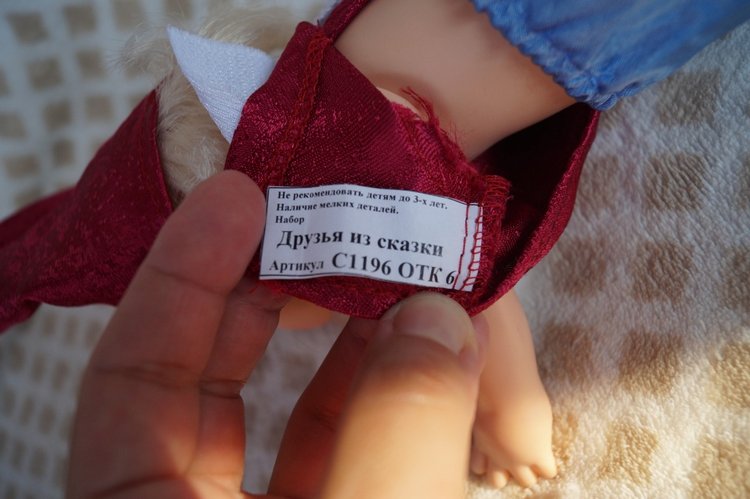 Не рекомендовать детям до 3-х лет.
Наличие мелких деталей.
Набор
Друзья из сказки
Артикул С1196 ОТК 6